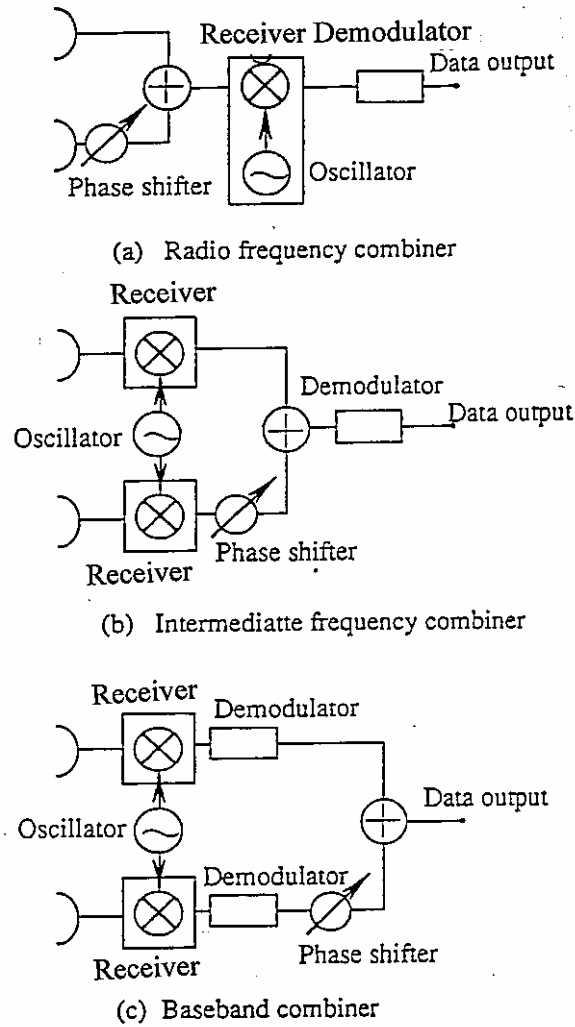 Receiver Demodulator
Data output
Phase shifter
Oscillator
(a) Radio frequency combiner
Receiver
Demodulator
Data output
Oscillator
Phase shifter
Receiver
(b) Intermediatte frequency combiner
Receiver
Demodulator
Data output
Oscillator
Demodulator
Phase shifter
Receiver
(c) Baseband combiner